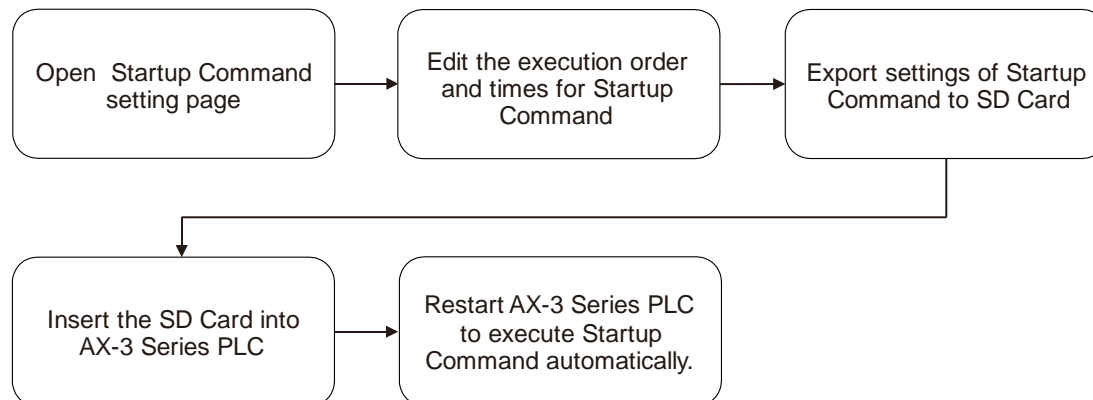 Open  Startup Command
setting page
Edit the execution order
and times for Startup
Command
Export settings of Startup
Command to SD Card
Insert the SD Card into
AX-3 Series PLC
Restart AX-3 Series PLC
to execute Startup
Command automatically.